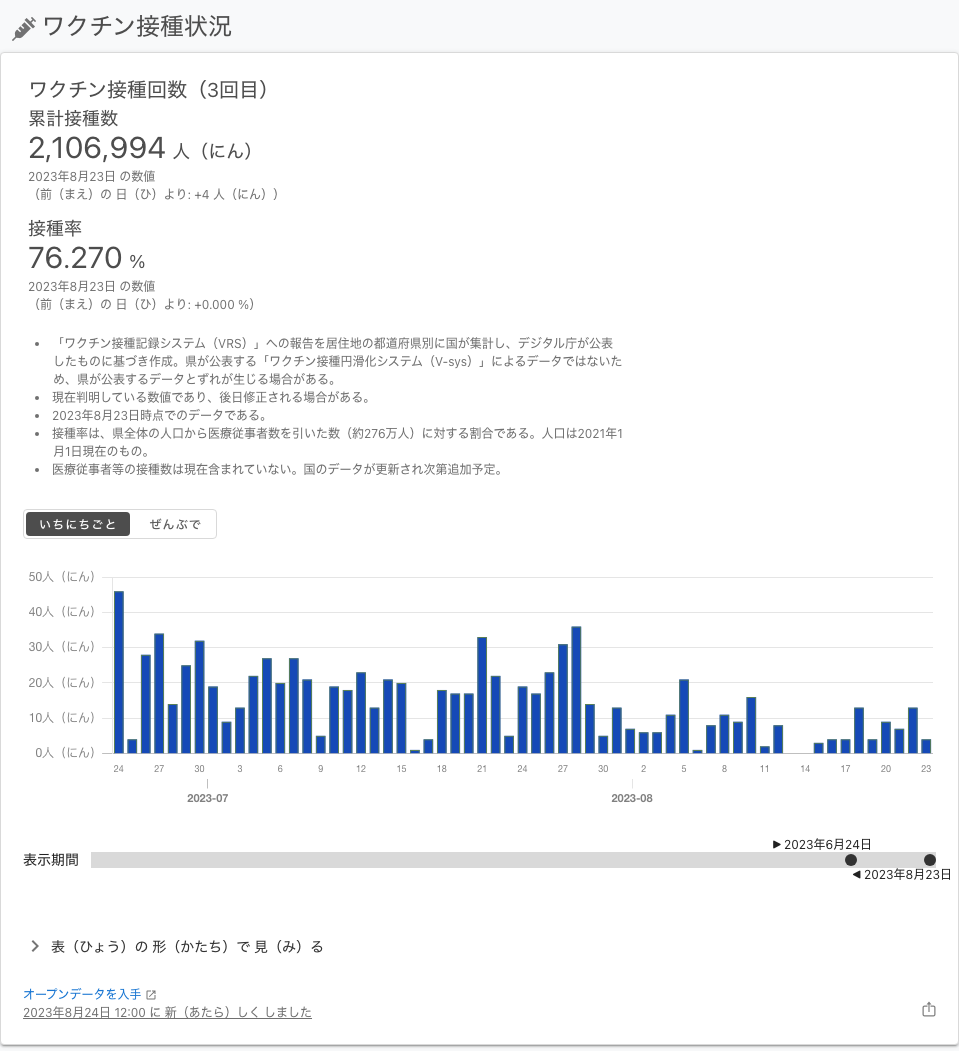 ワクチン接種状況
ワクチン接種回数（3回目）
累計接種数
2,106,994 人（にん）
2023年8月23日 の数値
（前（まえ）の 日（ひ）より: +4 人（にん））
接種率
76.270 %
2023年8月23日 の数値
（前（まえ）の 日（ひ）より: +0.000 %）
• 「ワクチン接種記録システム（VRS）」への報告を居住地の都道府県別に国が集計し、デジタル庁が公表
したものに基づき作成。県が公表する「ワクチン接種円滑化システム（V-sys）」によるデータではないた
め、県が公表するデータとずれが生じる場合がある。
• 現在判明している数値であり、後日修正される場合がある。
• 2023年8月23日時点でのデータである。
• 接種率は、県全体の人口から医療従事者数を引いた数（約276万人）に対する割合である。人口は2021年1
月1日現在のもの。
• 医療従事者等の接種数は現在含まれていない。国のデータが更新され次第追加予定。
いちにちごと ぜんぶで
50人（にん）
40人（にん）
30人（にん）
20人（にん）
10人（にん）
0人（にん）
24 27 30 3 6 9 12 15 18 21 24 27 30 2 5 8 11 14 17 20 23
2023-07 2023-08
▶ 2023年6月24日
表示期間
◀ 2023年8月23日
表（ひょう）の 形（かたち）で 見（み）る
オープンデータを入手
2023年8月24日 12:00 に 新（あたら）しく しました